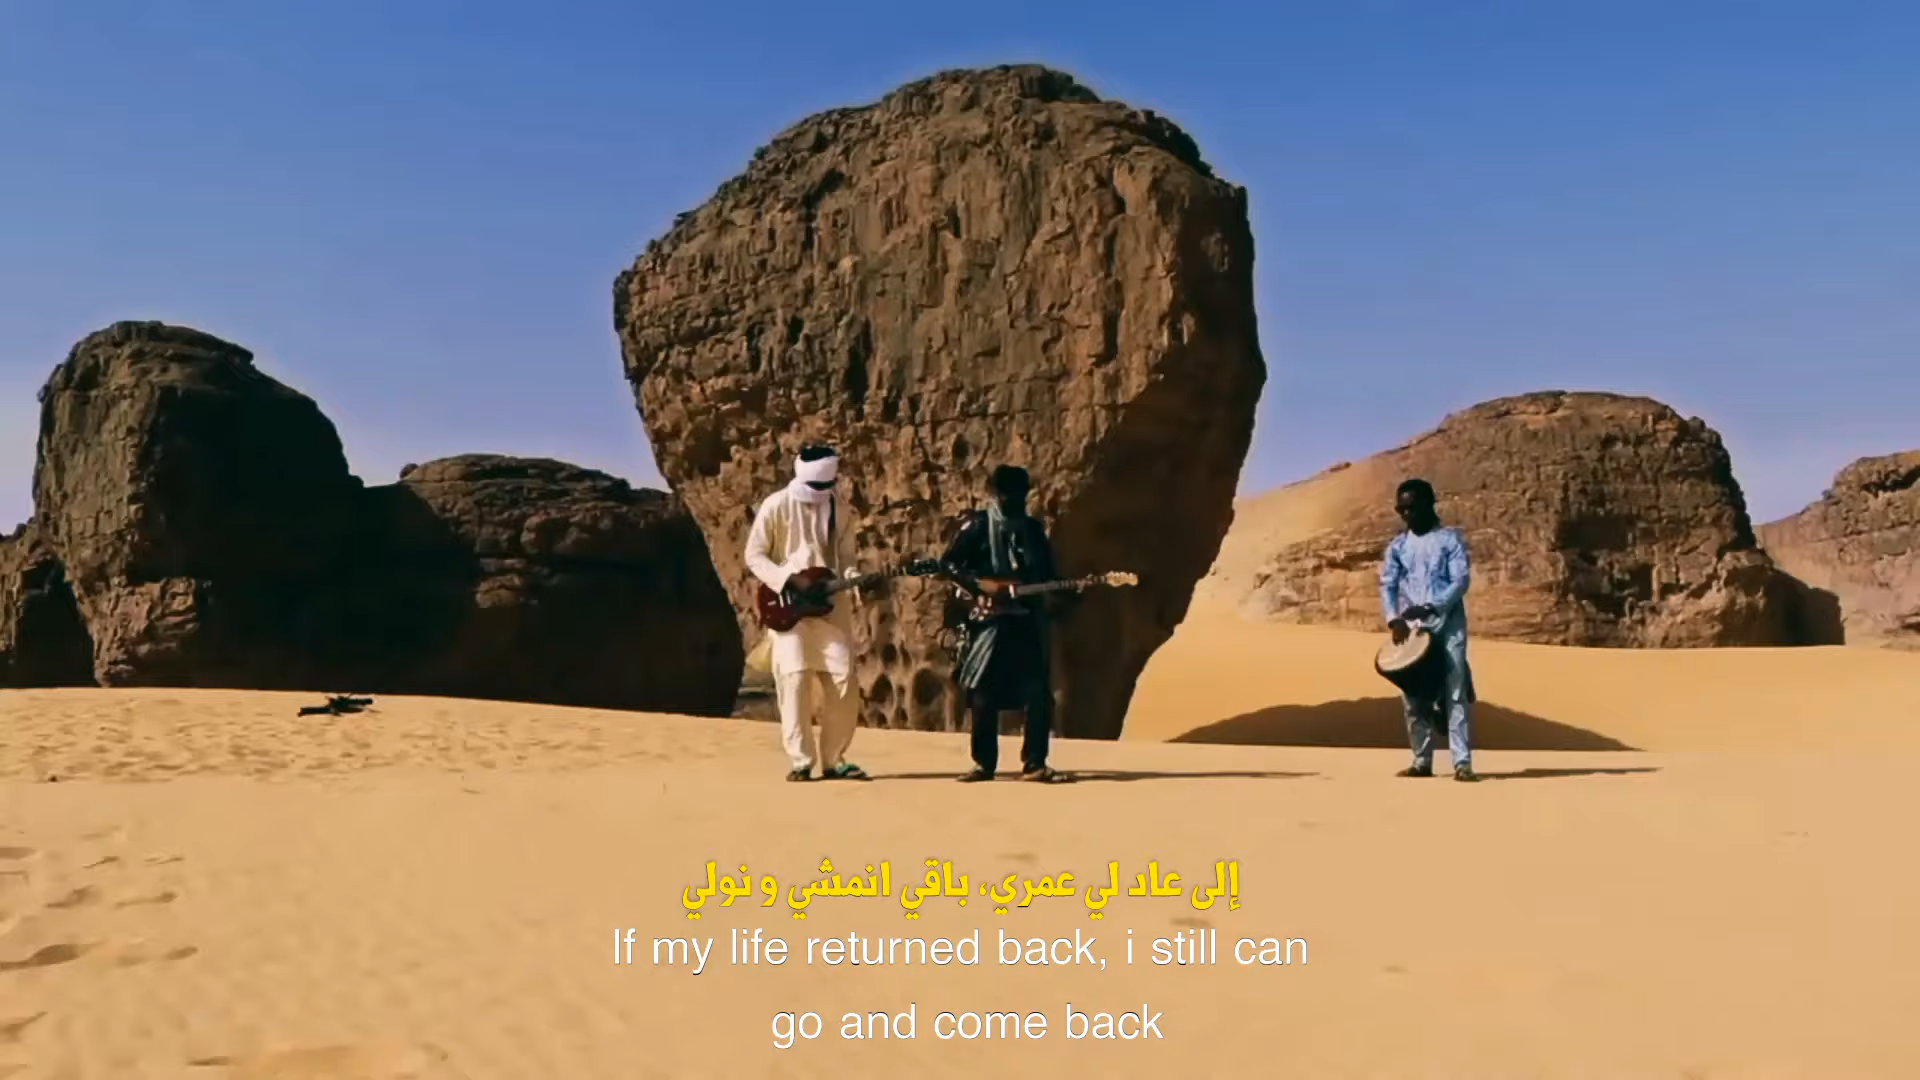 إلى عاد لي عمري، باقي انمشي و نولي
If my life returned back, i still can
go and come back